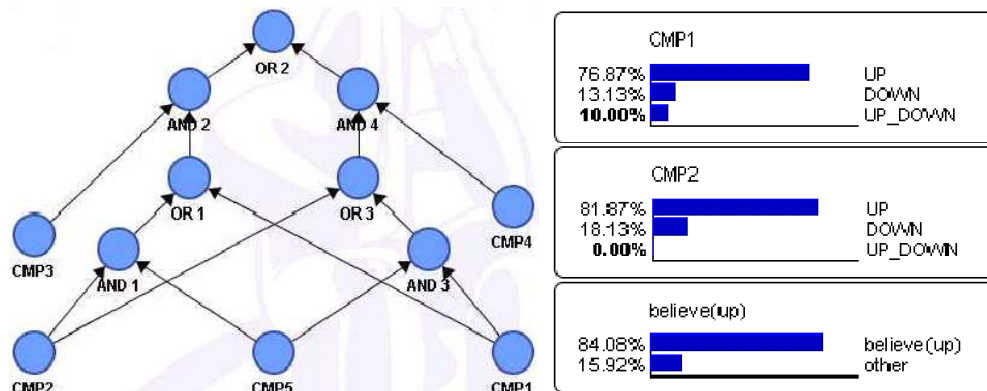 OR 2
AND 2
AND 4
OR 1
OR 3
CMP3
CMP4
AND 1
AND 3
CMP2
CMP5
CMP1
CMP1
76.87% UP
13.13% DOWN
10.00% UP_DOWN
CMP2
81.87% UP
18.13% DOWN
0.00% UP_DOWN
believe(up)
84.08% believe(up)
15.92% other